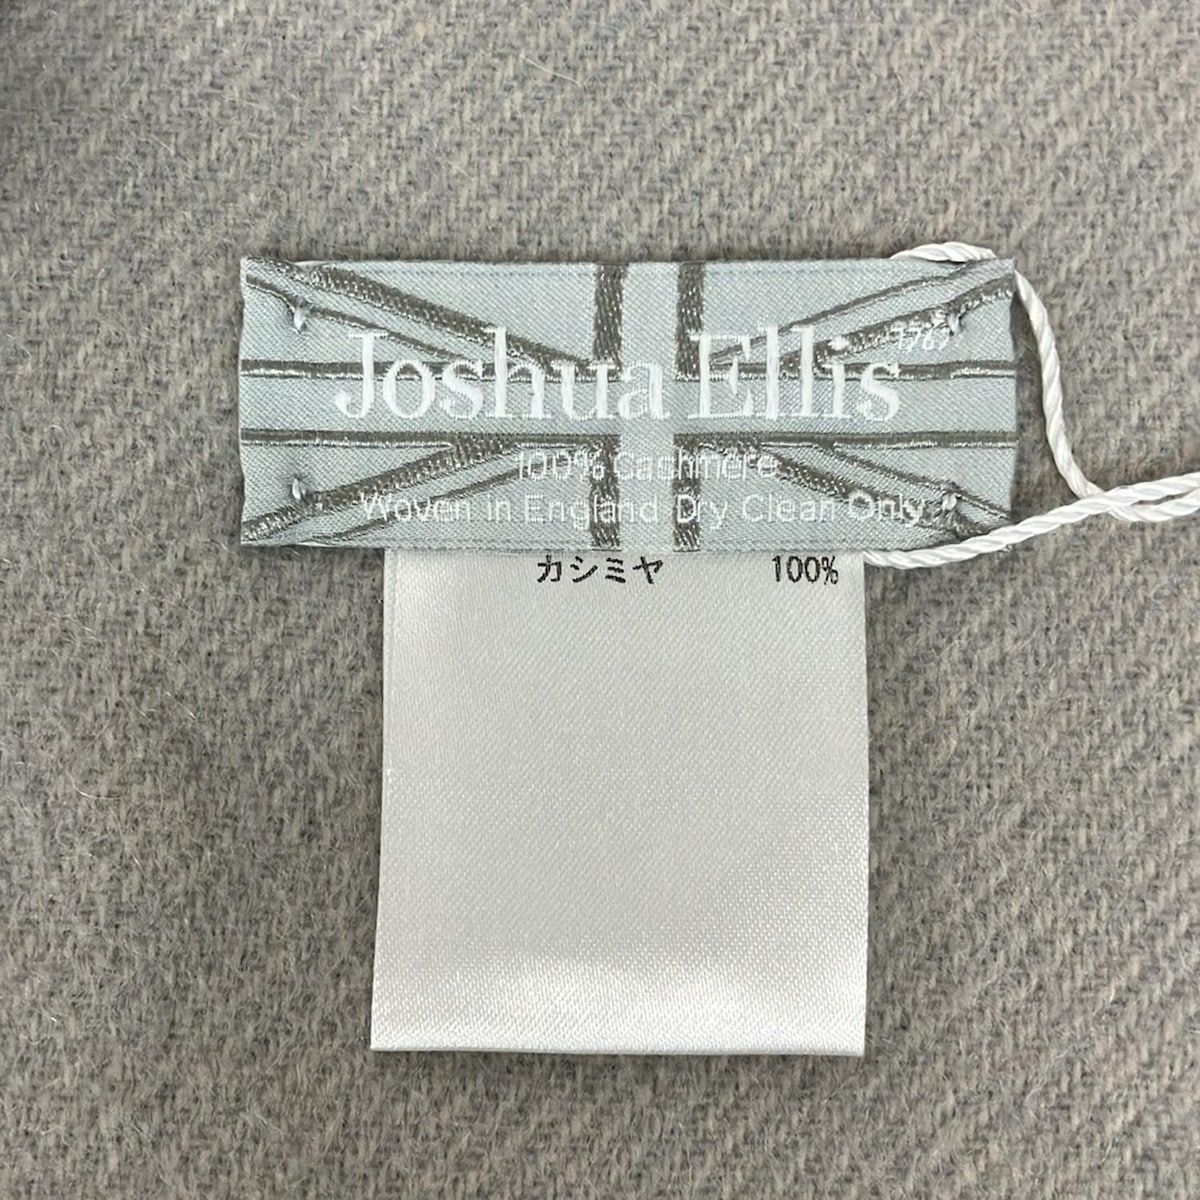 Joshua Ellis 1767
100% Cashmere
Woven in England Dry Clean Only
カシミヤ 100%